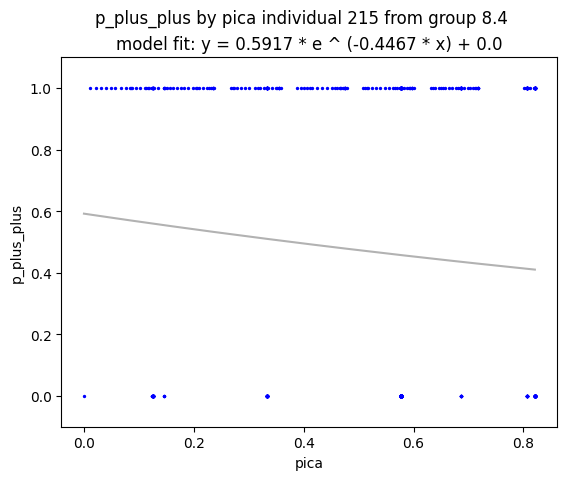 p_plus_plus by pica individual 215 from group 8.4
model fit: y = 0.5917 * e ^ (-0.4467 * x) + 0.0
1.0
0.8
0.6
0.4
0.2
0.0
p_plus_plus
0.0 0.2 0.4 0.6 0.8
pica